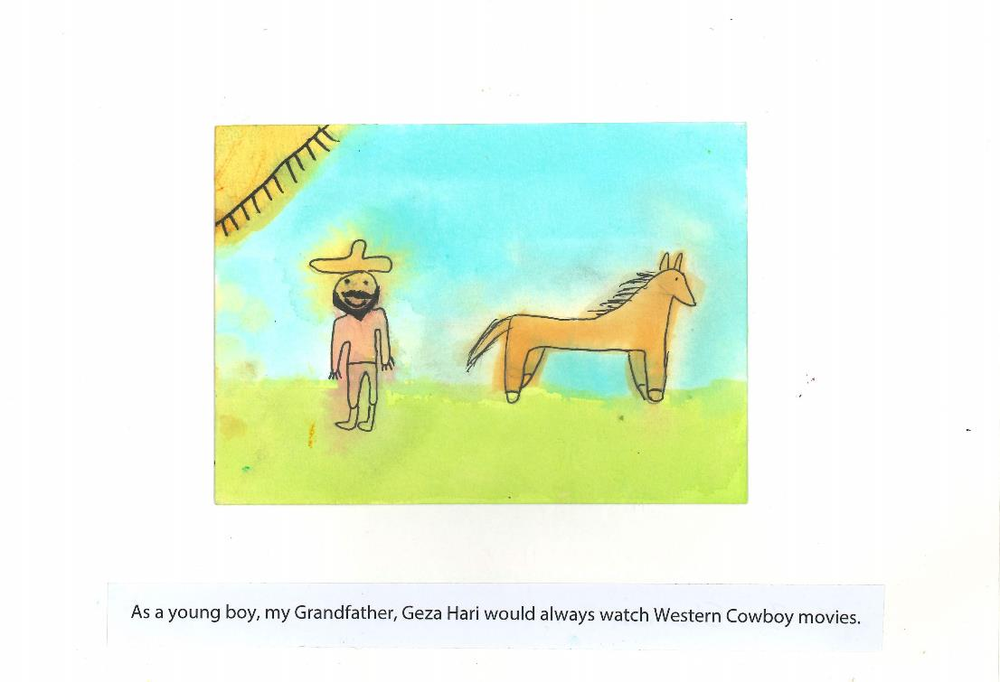 As a young boy, my Grandfather, Geza Hari would always watch Western Cowboy movies.